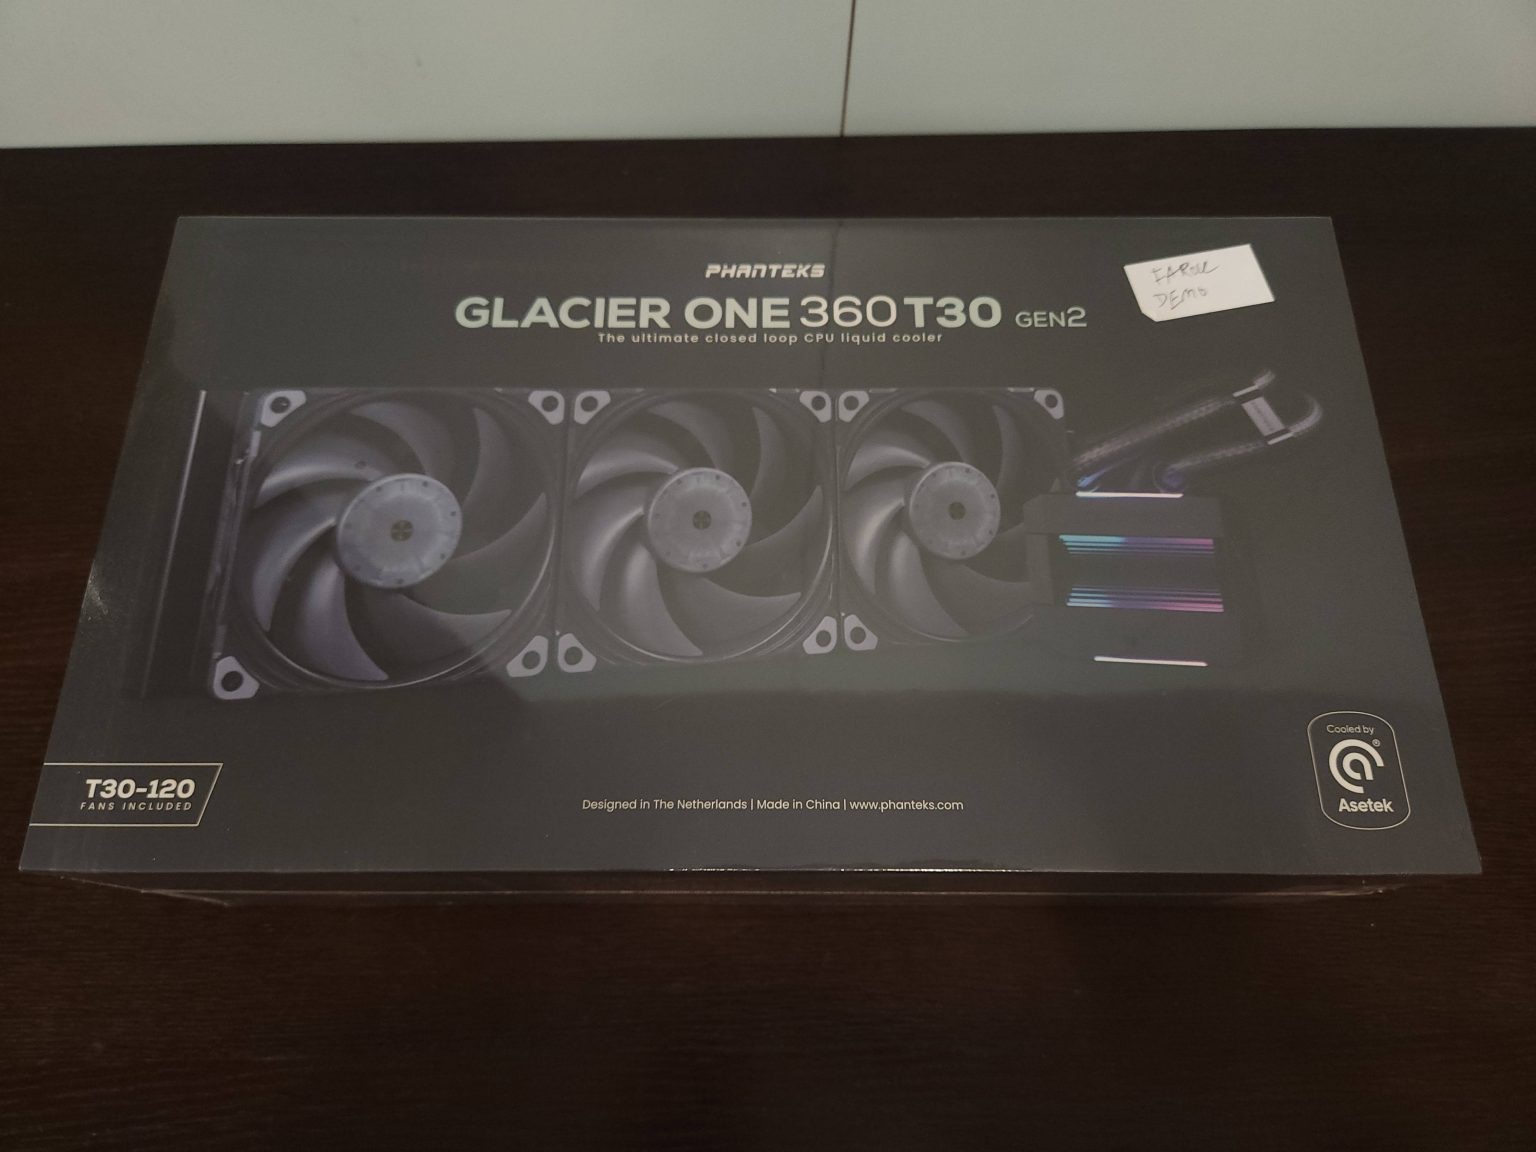 PHANTEKS
GLACIER ONE 360 T30 GEN2
The ultimate closed loop CPU liquid cooler
DEMO
T30-120
FANS INCLUDED
Designed in The Netherlands | Made in China | www.phanteks.com
Cooled by
Asetek